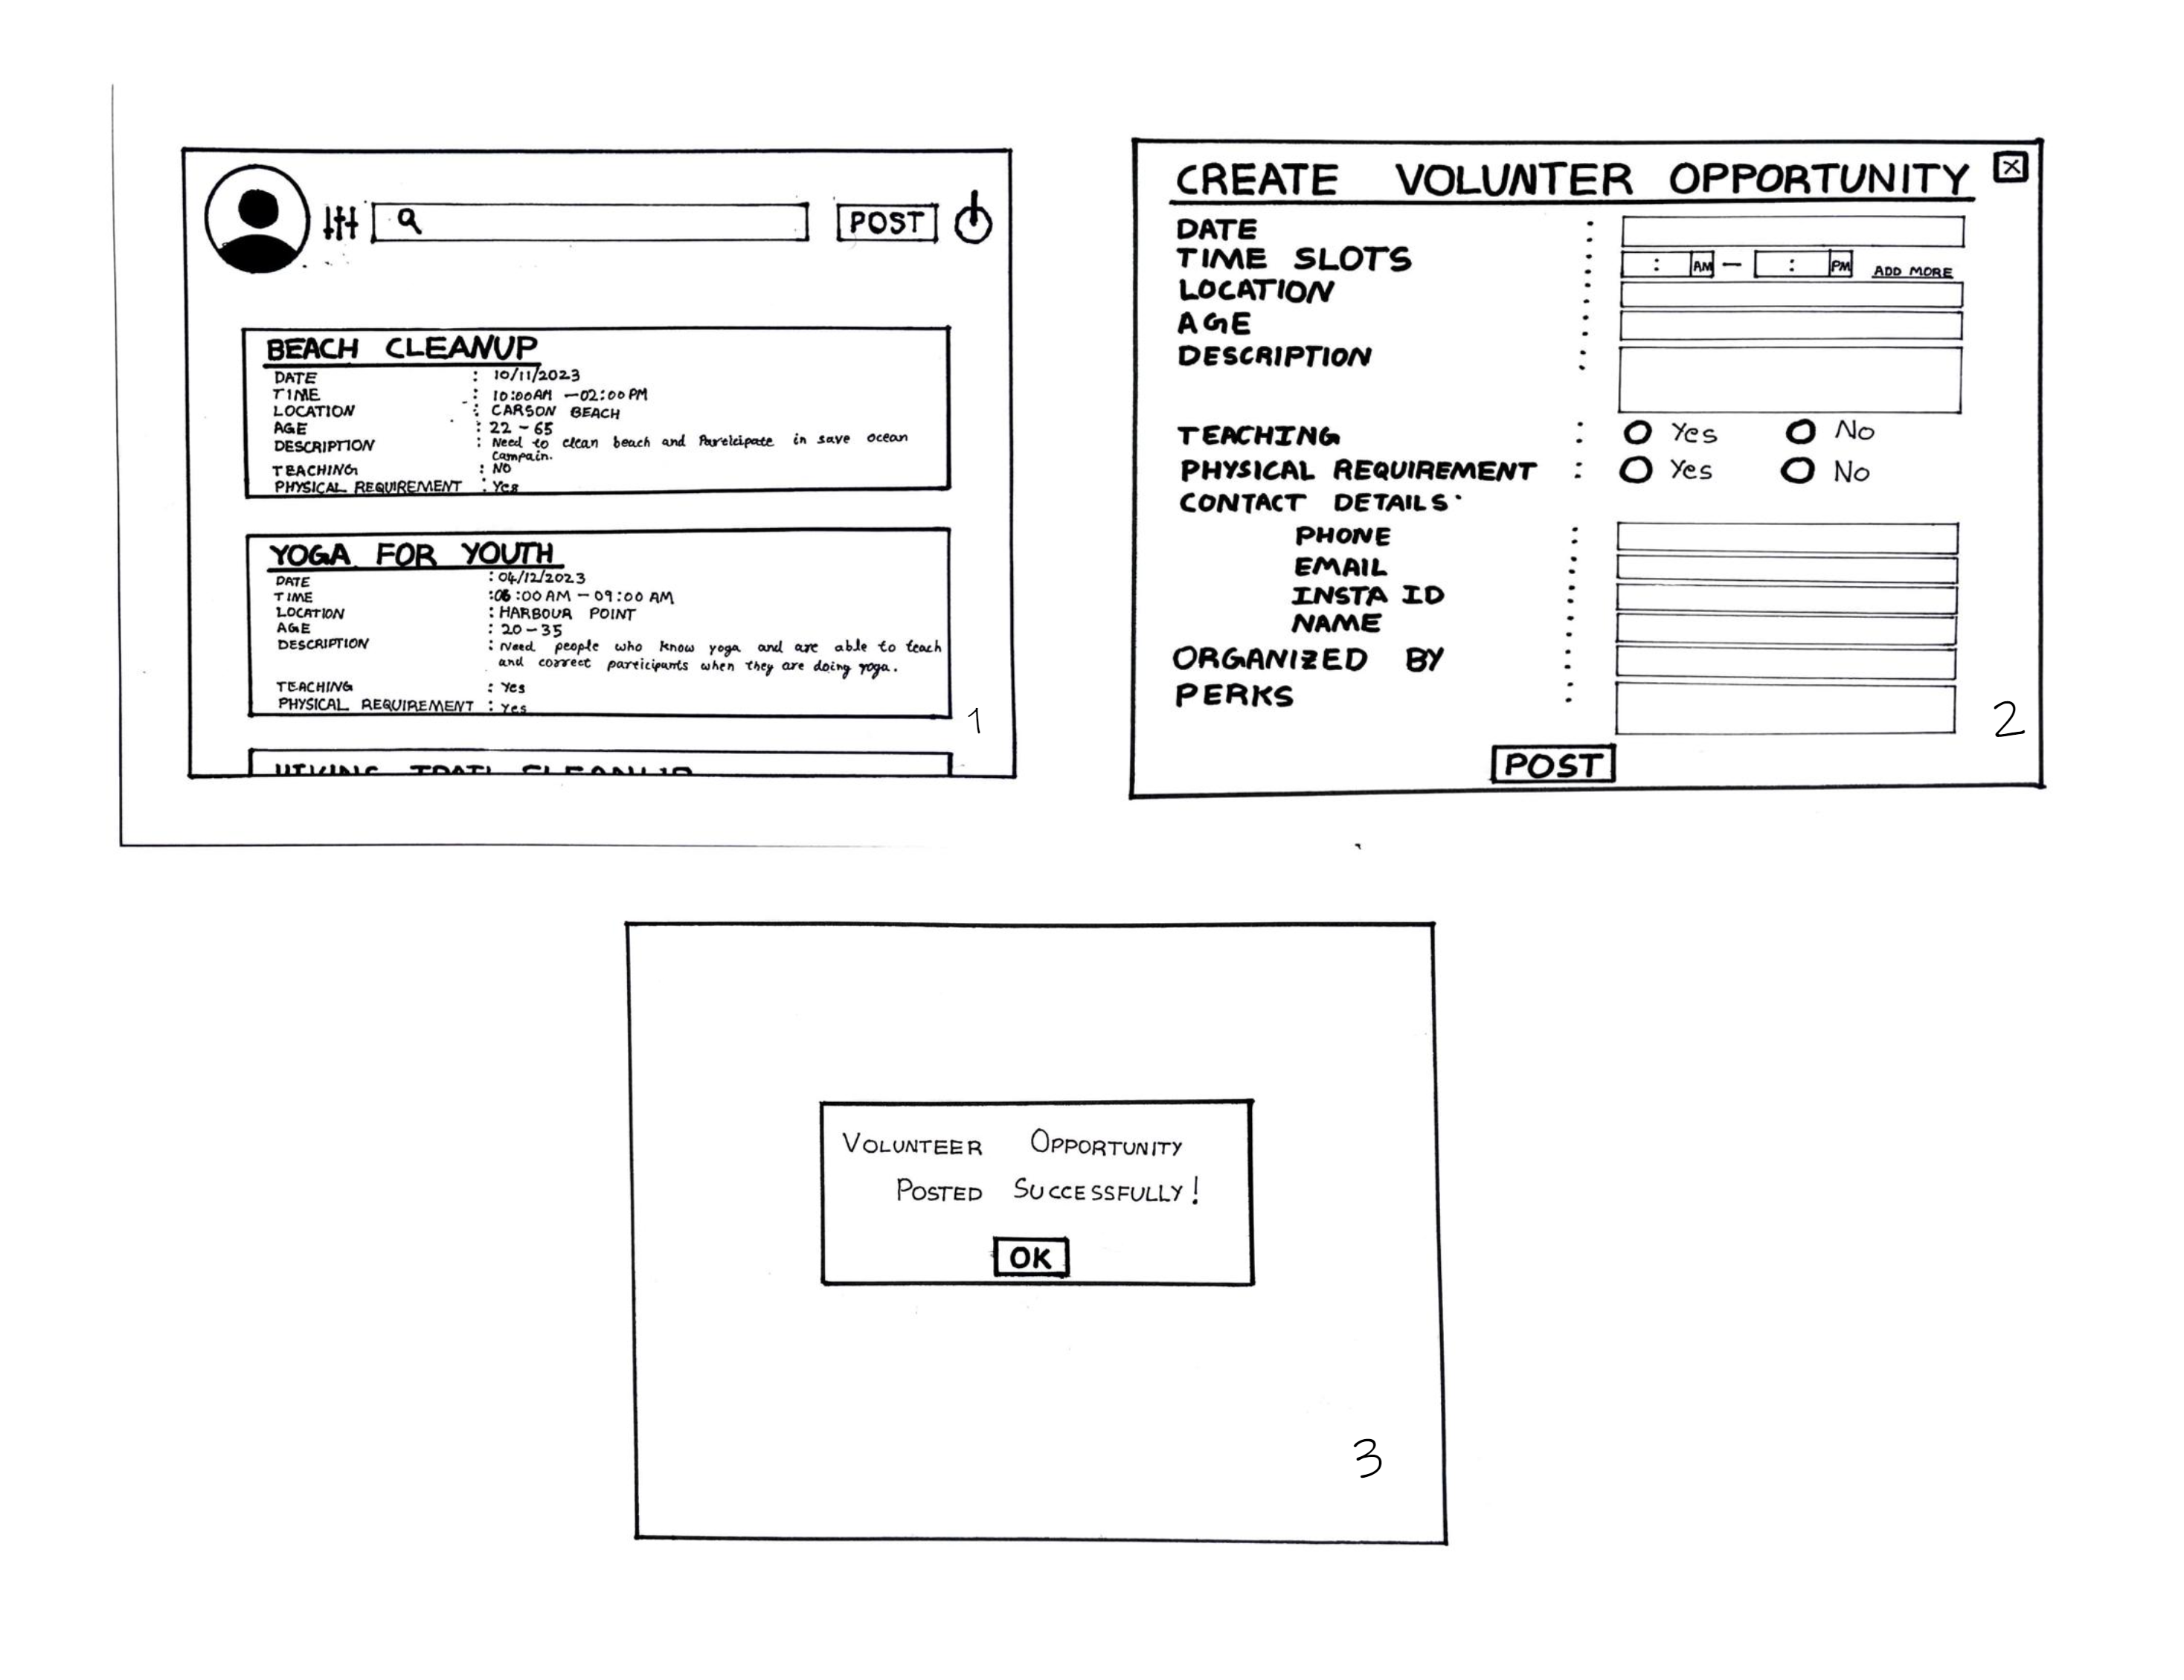 POST
BEACH CLEANUP
DATE : 10/11/2023
TIME : 10:00AM – 02:00PM
LOCATION : CARSON BEACH
AGE : 22 – 65
DESCRIPTION : Need to clean beach and Pareicipate in save ocean
Campain.
TEACHING : NO
PHYSICAL REQUIREMENT : Yes
YOGA FOR YOUTH
DATE : 04/12/2023
TIME : 06:00 AM – 09:00 AM
LOCATION : HARBOUR POINT
AGE : 20 – 35
DESCRIPTION : Need people who know yoga and are able to teach
and correct participants when they are doing yoga.
TEACHING : Yes
PHYSICAL REQUIREMENT : Yes
1
CREATE VOLUNTER OPPORTUNITY
DATE :
TIME SLOTS : : AM – : PM ADD MORE
LOCATION :
AGE :
DESCRIPTION :
TEACHING : Yes No
PHYSICAL REQUIREMENT : Yes No
CONTACT DETAILS
PHONE :
EMAIL :
INSTA ID :
NAME :
ORGANIZED BY :
PERKS :
2
POST
VOLUNTEER OPPORTUNITY
POSTED SUCCESSFULLY!
OK
3